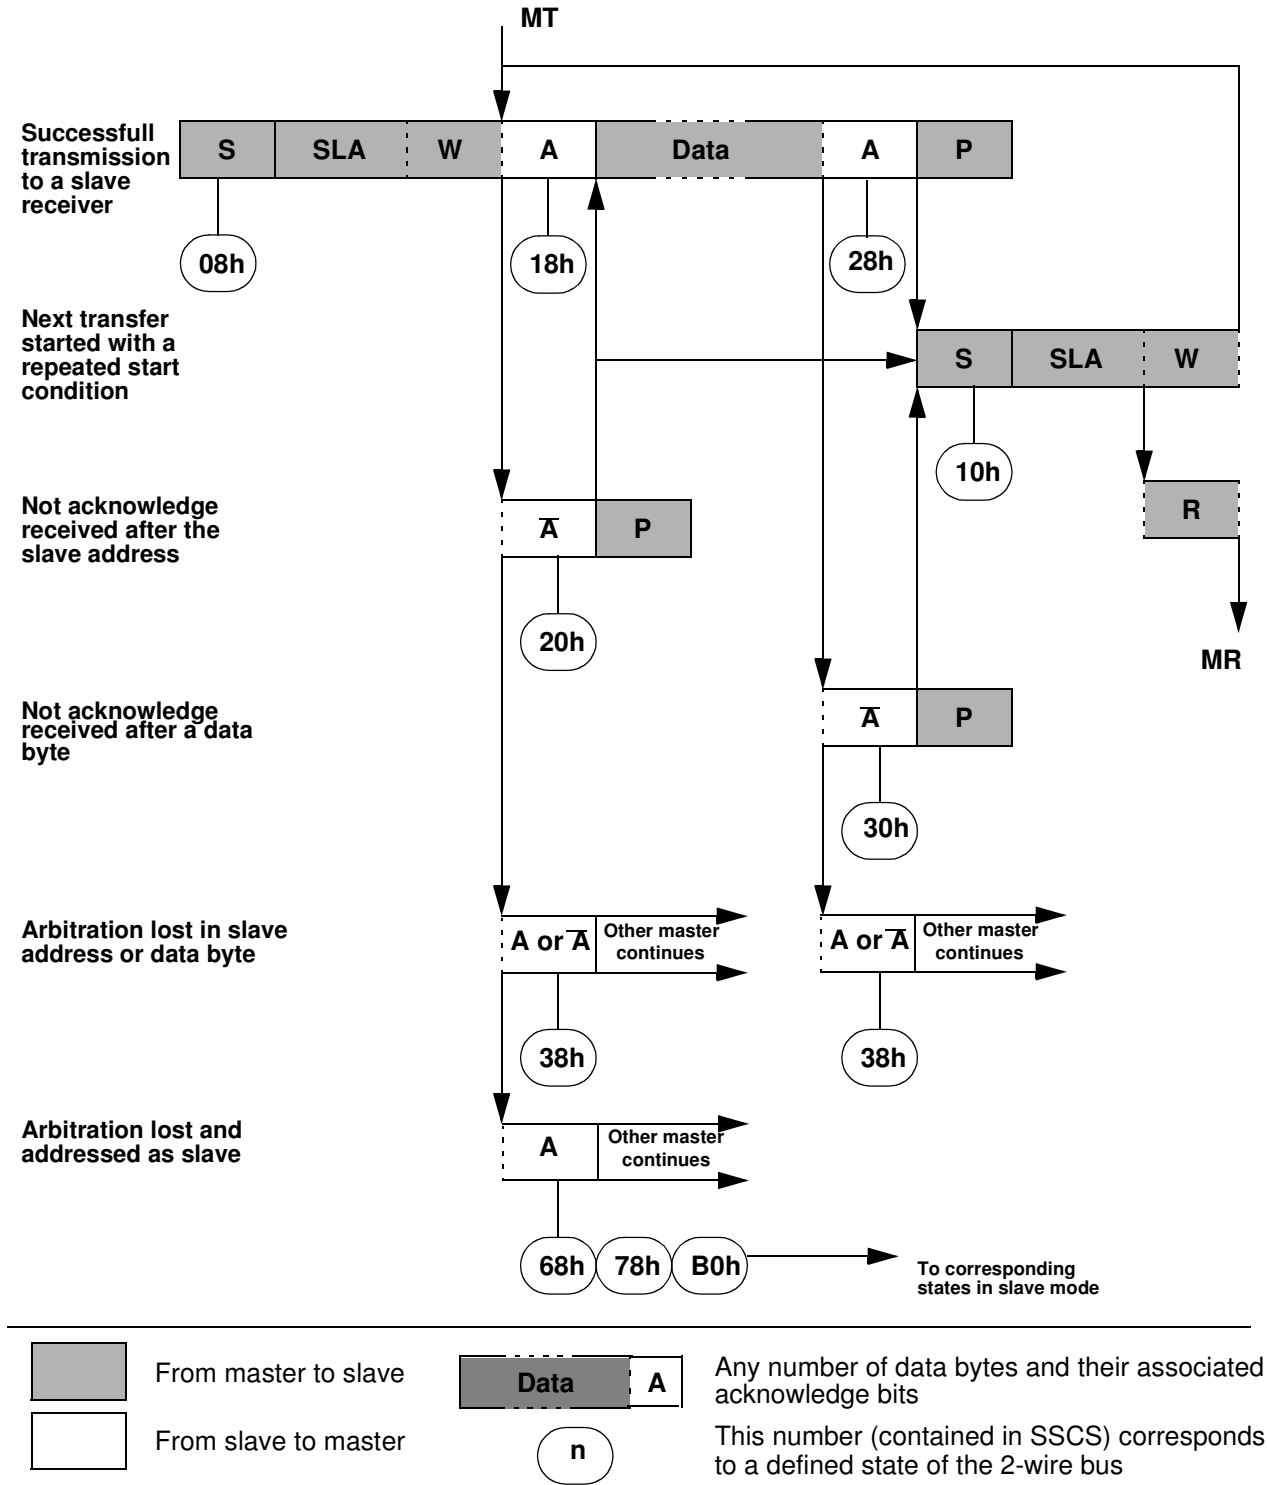 MT
Successfull
transmission
to a slave
receiver
S SLA W A Data A P
08h 18h 28h
Next transfer
started with a
repeated start
condition
S SLA W
10h
Not acknowledge
received after the
slave address
A̅ P
R
20h
MR
Not acknowledge
received after a data
byte
A̅ P
30h
Arbitration lost in slave
address or data byte
A or A̅ Other master
continues
A or A̅ Other master
continues
38h 38h
Arbitration lost and
addressed as slave
A Other master
continues
68h 78h B0h
To corresponding
states in slave mode
From master to slave
Data A
Any number of data bytes and their associated
acknowledge bits
From slave to master
n
This number (contained in SSCS) corresponds
to a defined state of the 2-wire bus